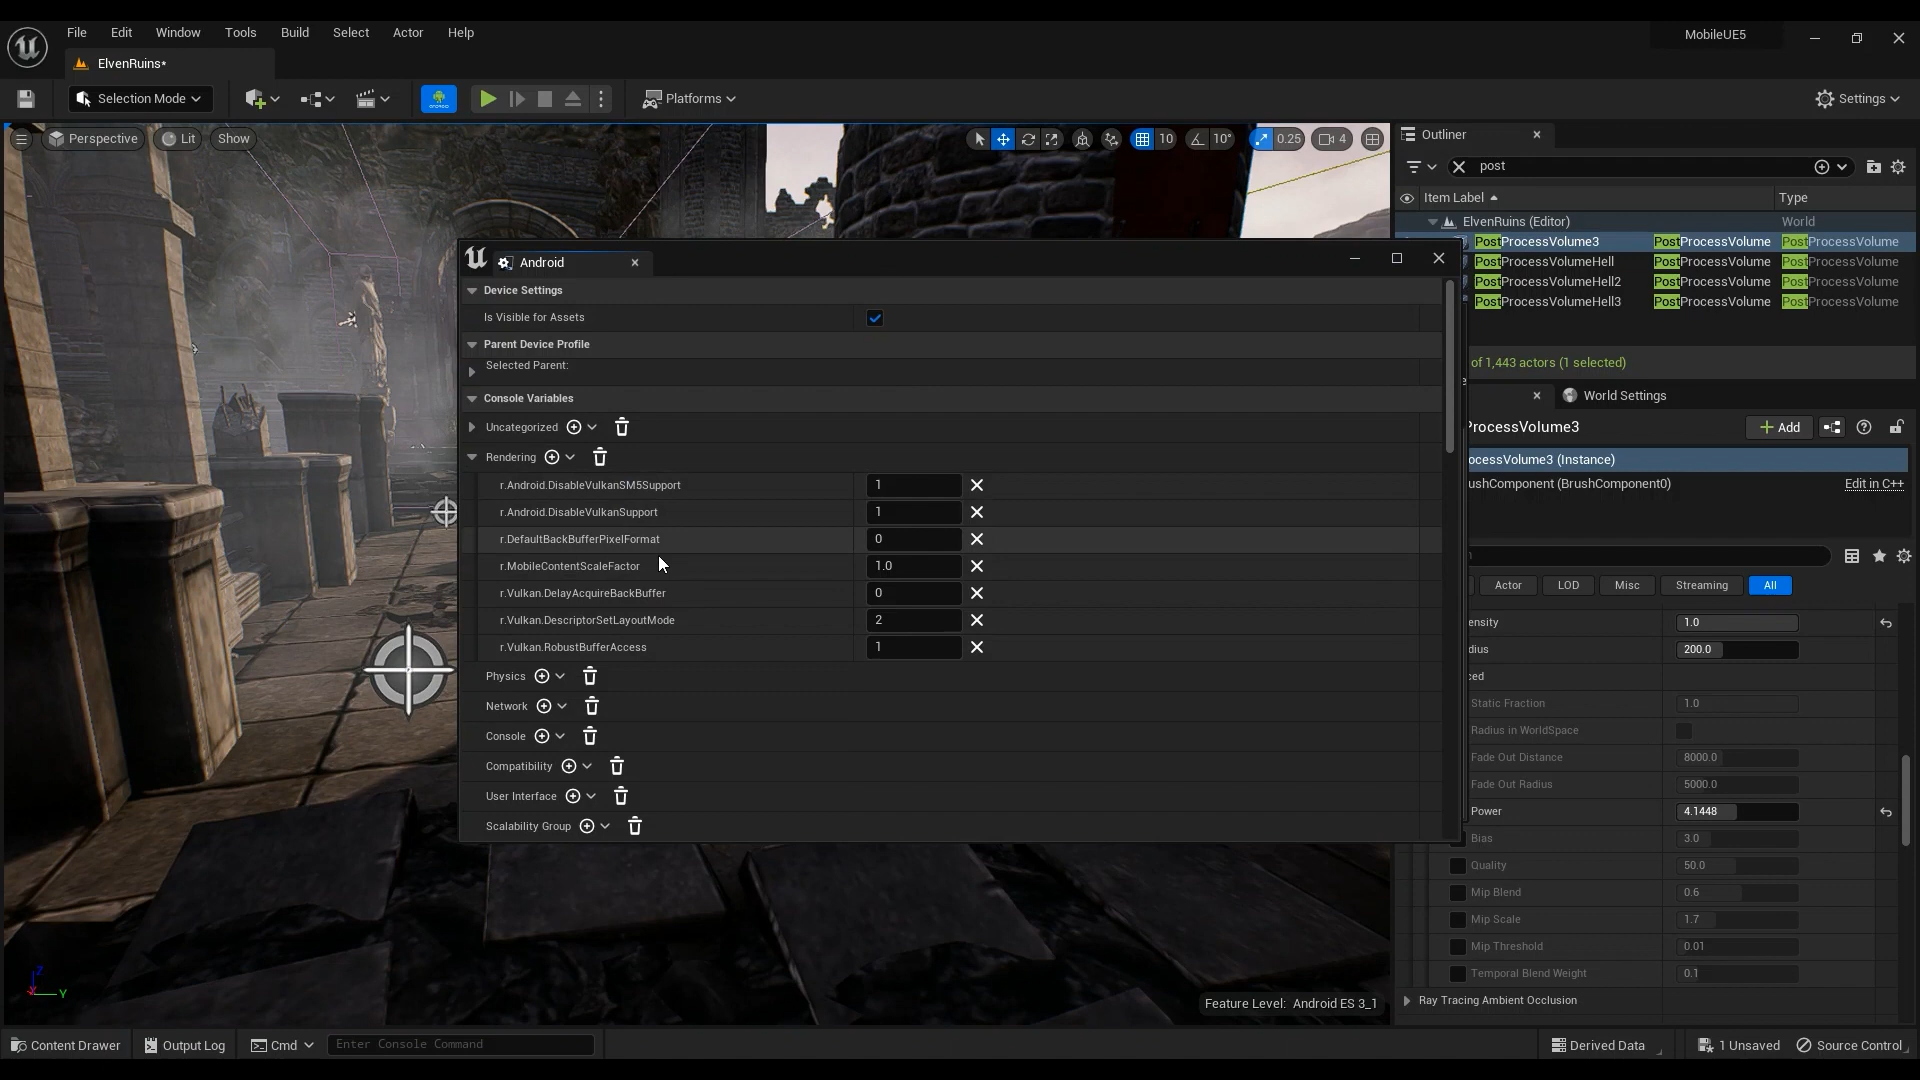 File Edit Window Tools Build Select Actor Help
MobileUE5
ElvenRuins*
Selection Mode
Platforms
Settings
Perspective Lit Show
10 10° 0.25 4
Outliner
post
Item Label Type
ElvenRuins (Editor) World
PostProcessVolume3 PostProcessVolume PostProcessVolume
PostProcessVolumeHell PostProcessVolume PostProcessVolume
PostProcessVolumeHell2 PostProcessVolume PostProcessVolume
PostProcessVolumeHell3 PostProcessVolume PostProcessVolume
of 1,443 actors (1 selected)
World Settings
ProcessVolume3
Add
ocessVolume3 (Instance)
ushComponent (BrushComponent0) Edit in C++
Actor LOD Misc Streaming All
ensity 1.0
dius 200.0
ced
Static Fraction 1.0
Radius in WorldSpace
Fade Out Distance 8000.0
Fade Out Radius 5000.0
Power 4.1448
Bias 3.0
Quality 50.0
Mip Blend 0.6
Mip Scale 1.7
Mip Threshold 0.01
Temporal Blend Weight 0.1
Ray Tracing Ambient Occlusion
Android
Device Settings
Is Visible for Assets
Parent Device Profile
Selected Parent:
Console Variables
Uncategorized
Rendering
r.Android.DisableVulkanSM5Support 1
r.Android.DisableVulkanSupport 1
r.DefaultBackBufferPixelFormat 0
r.MobileContentScaleFactor 1.0
r.Vulkan.DelayAcquireBackBuffer 0
r.Vulkan.DescriptorSetLayoutMode 2
r.Vulkan.RobustBufferAccess 1
Physics
Network
Console
Compatibility
User Interface
Scalability Group
Z
Y
Feature Level: Android ES 3_1
Content Drawer Output Log Cmd Enter Console Command Derived Data 1 Unsaved Source Control